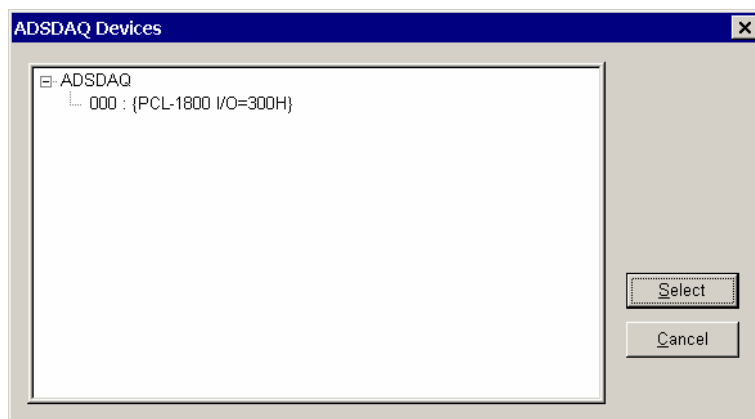 ADSDAQ Devices
ADSDAQ
000 : {PCL-1800 I/O=300H}
Select
Cancel